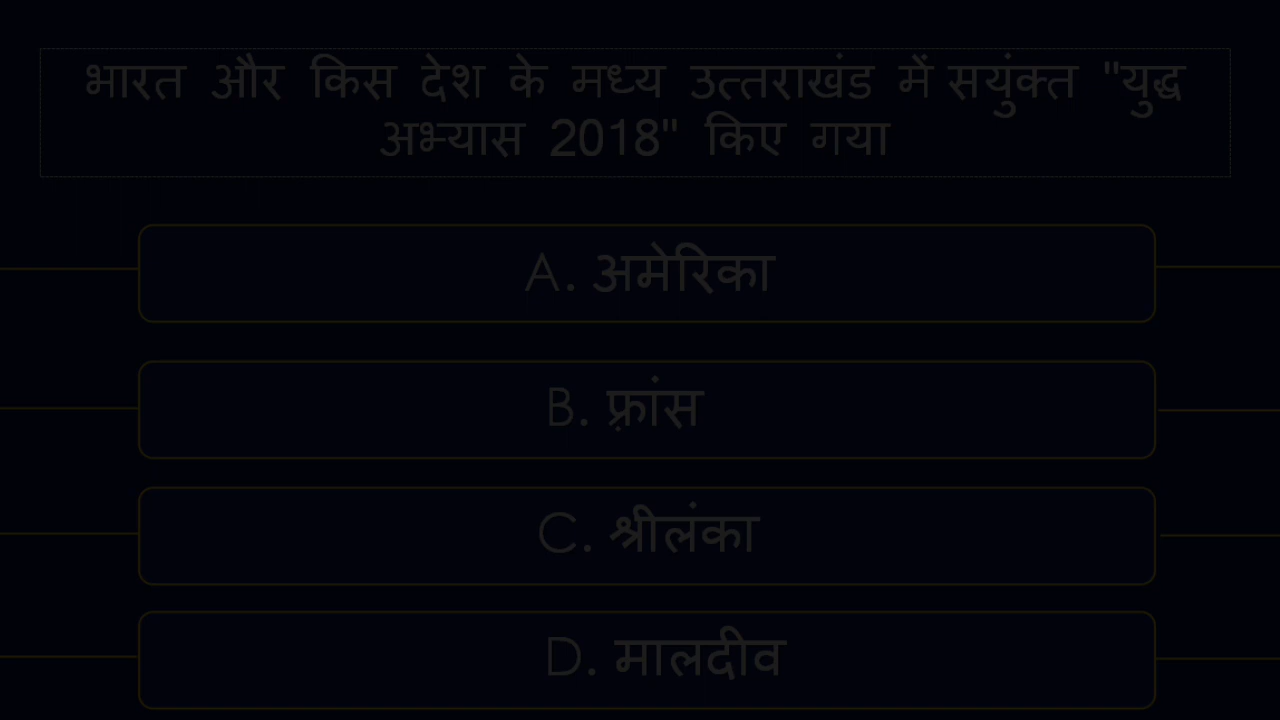 भारत और किस देश के मध्य उत्तराखंड में सयुंक्त "युद्ध
अभ्यास 2018" किए गया
A. अमेरिका
B. फ़्रांस
C. श्रीलंका
D. मालदीव